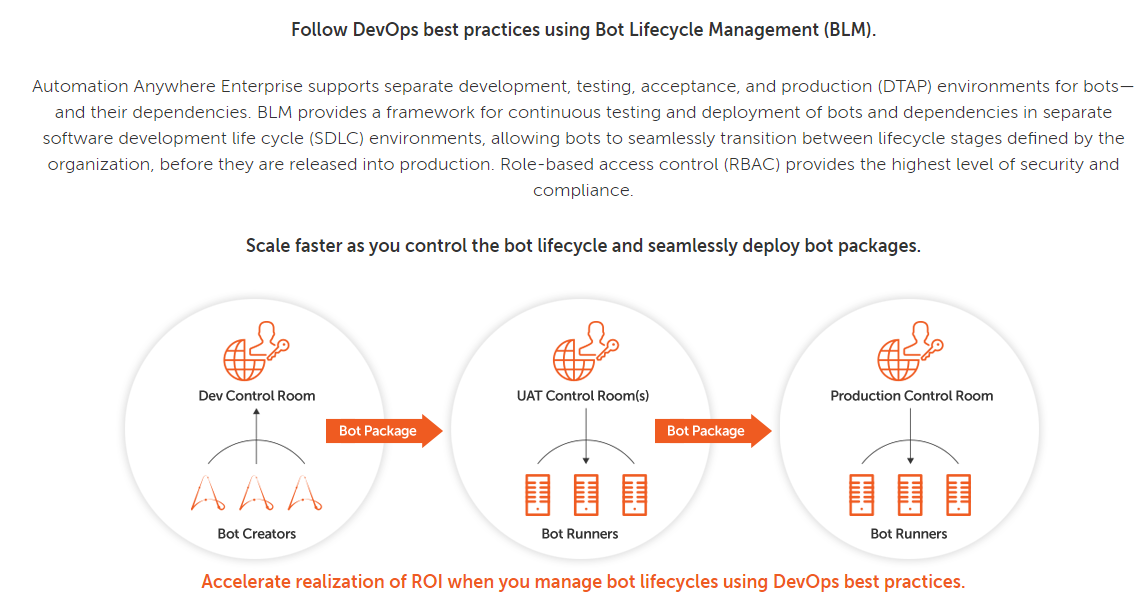 Follow DevOps best practices using Bot Lifecycle Management (BLM).
Automation Anywhere Enterprise supports separate development, testing, acceptance, and production (DTAP) environments for bots—
and their dependencies. BLM provides a framework for continuous testing and deployment of bots and dependencies in separate
software development life cycle (SDLC) environments, allowing bots to seamlessly transition between lifecycle stages defined by the
organization, before they are released into production. Role-based access control (RBAC) provides the highest level of security and
compliance.
Scale faster as you control the bot lifecycle and seamlessly deploy bot packages.
Dev Control Room
Bot Creators
Bot Package
UAT Control Room(s)
Bot Runners
Bot Package
Production Control Room
Bot Runners
Accelerate realization of ROI when you manage bot lifecycles using DevOps best practices.